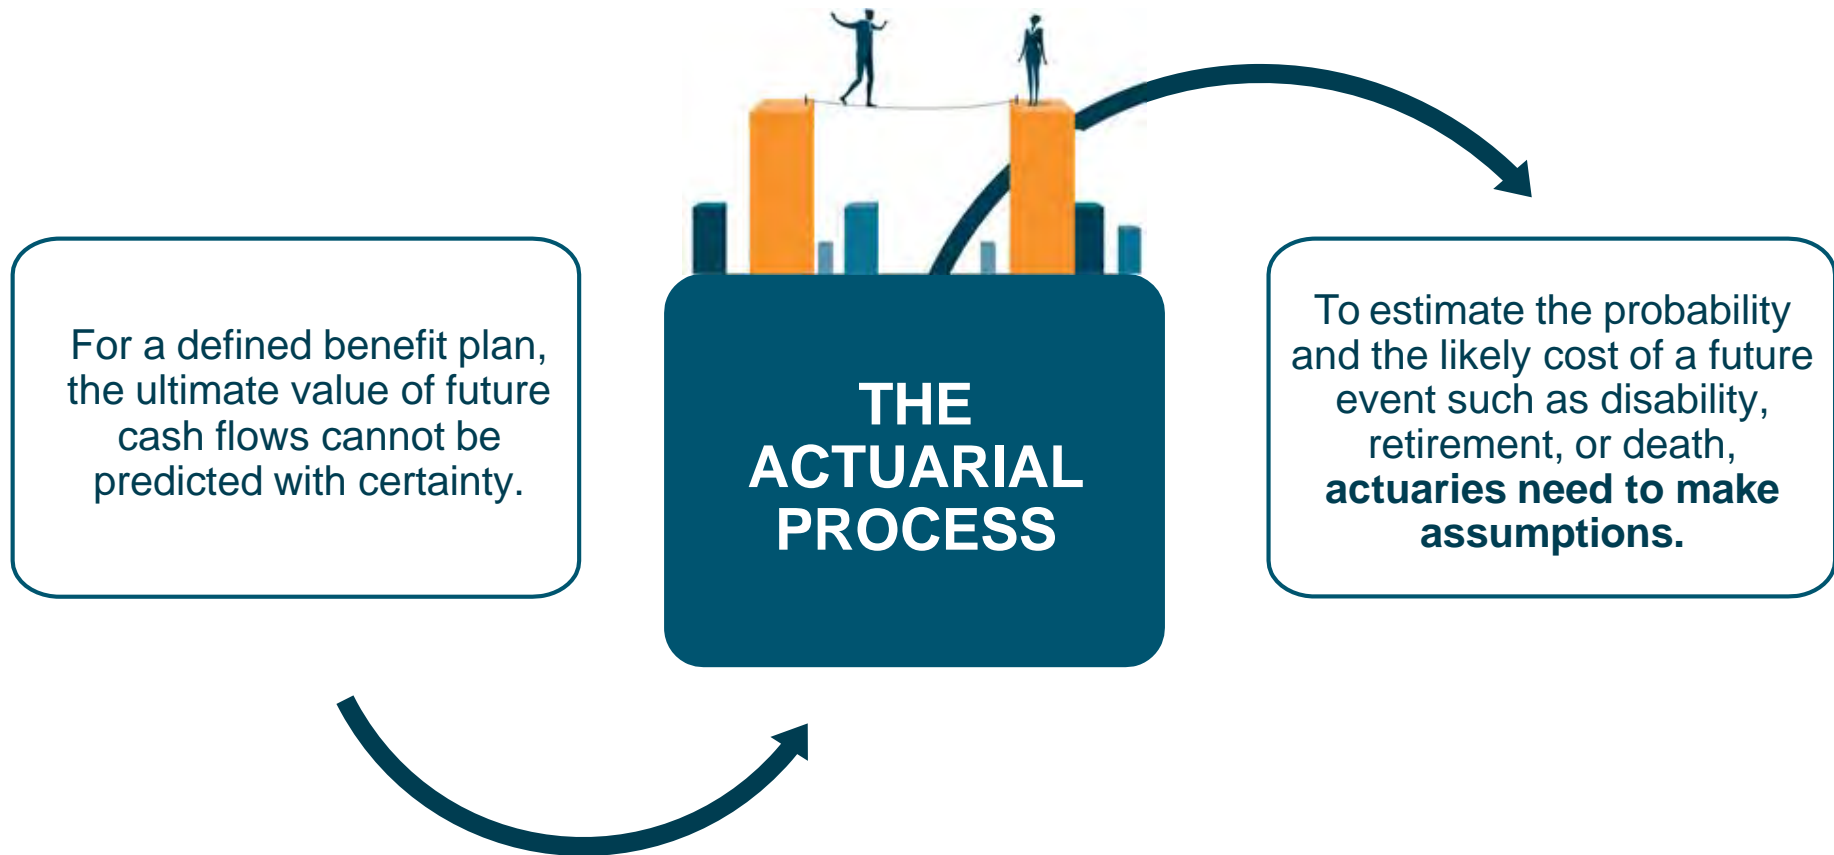 For a defined benefit plan,
the ultimate value of future
cash flows cannot be
predicted with certainty.
THE
ACTUARIAL
PROCESS
To estimate the probability
and the likely cost of a future
event such as disability,
retirement, or death,
actuaries need to make
assumptions.